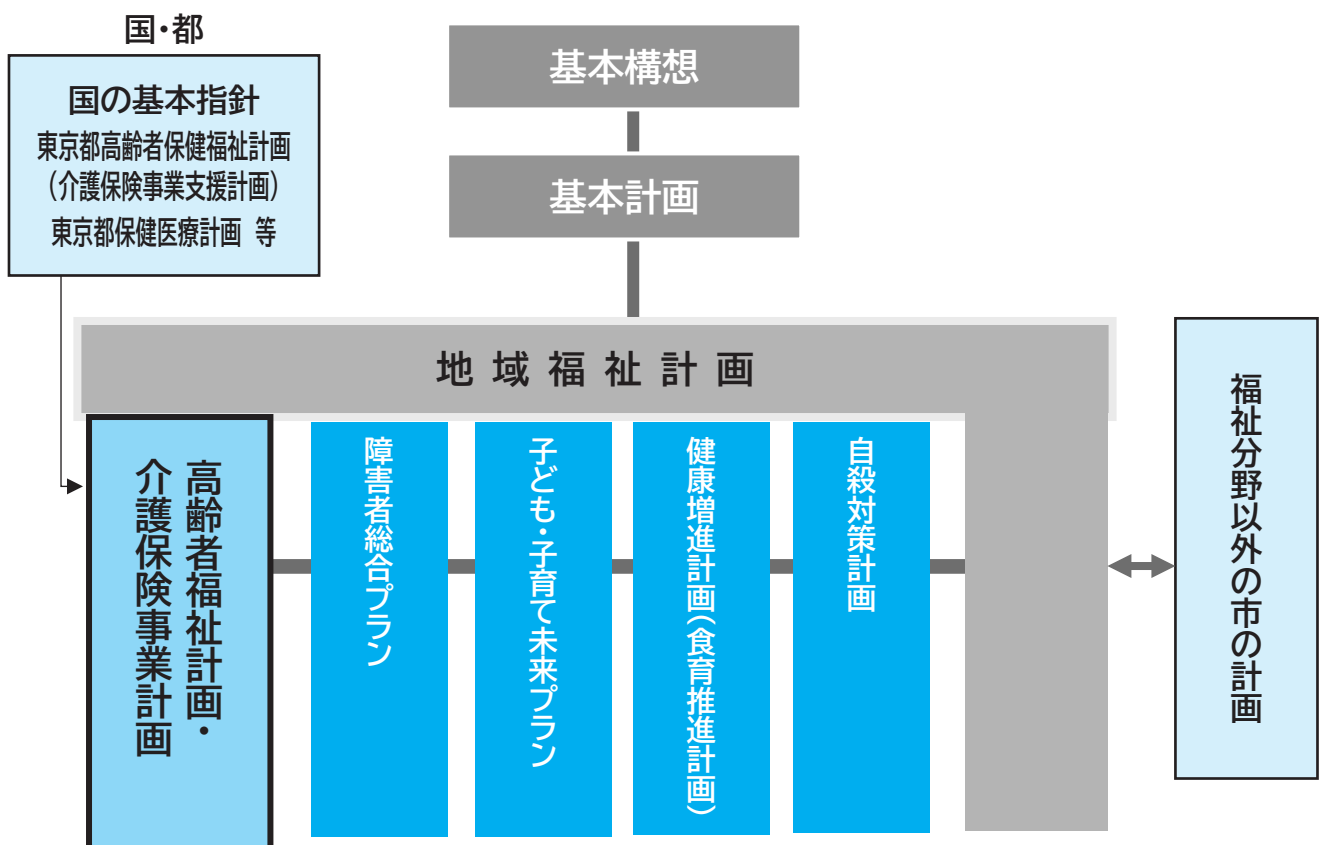 国・都
国の基本指針
東京都高齢者保健福祉計画
（介護保険事業支援計画）
東京都保健医療計画 等
基本構想
基本計画
地域福祉計画
高齢者福祉計画・
介護保険事業計画
障害者総合プラン
子ども・子育て未来プラン
健康増進計画（食育推進計画）
自殺対策計画
福祉分野以外の市の計画